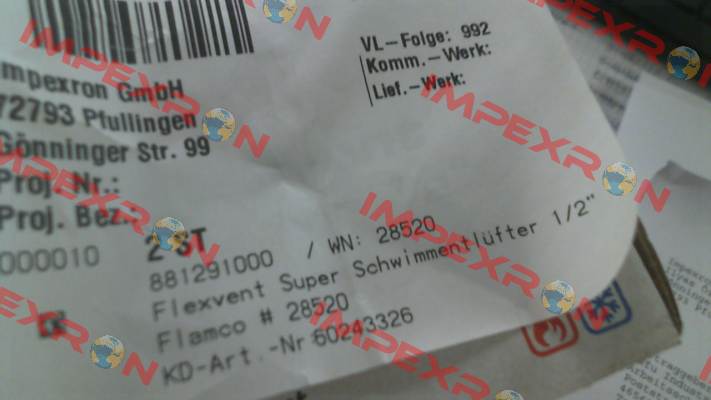 VL-Folge: 992
Komm.-Werk:
Lief.-Werk:
Impexron GmbH
72793 Pfullingen
Gönninger Str. 99
Proj. Nr.:
Proj. Bez.:
000010
2 ST
881291000 / WN: 28520
Flexvent Super Schwimmentlüfter 1/2"
Flamco # 28520
KD-Art.-Nr 60243326
IMPEXRON